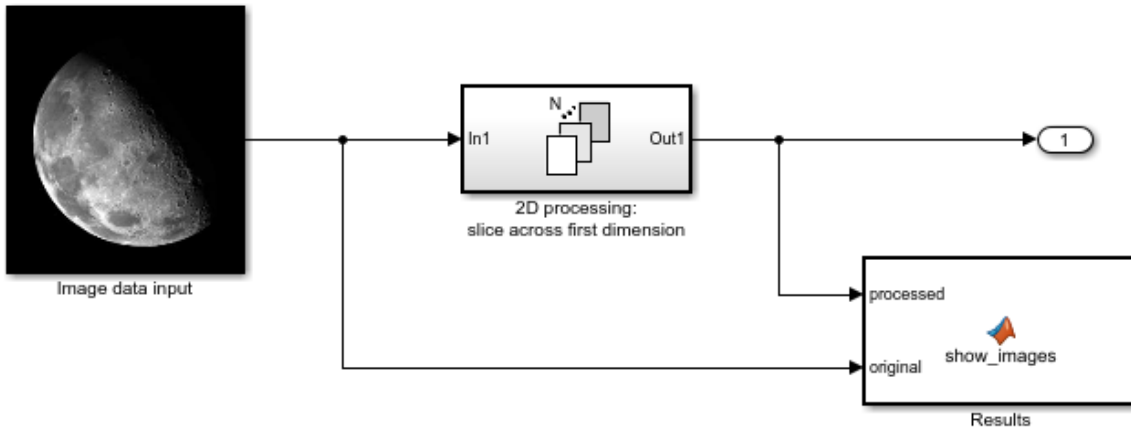 Image data input
N
In1
Out1
2D processing:
slice across first dimension
1
processed
original
show_images
Results